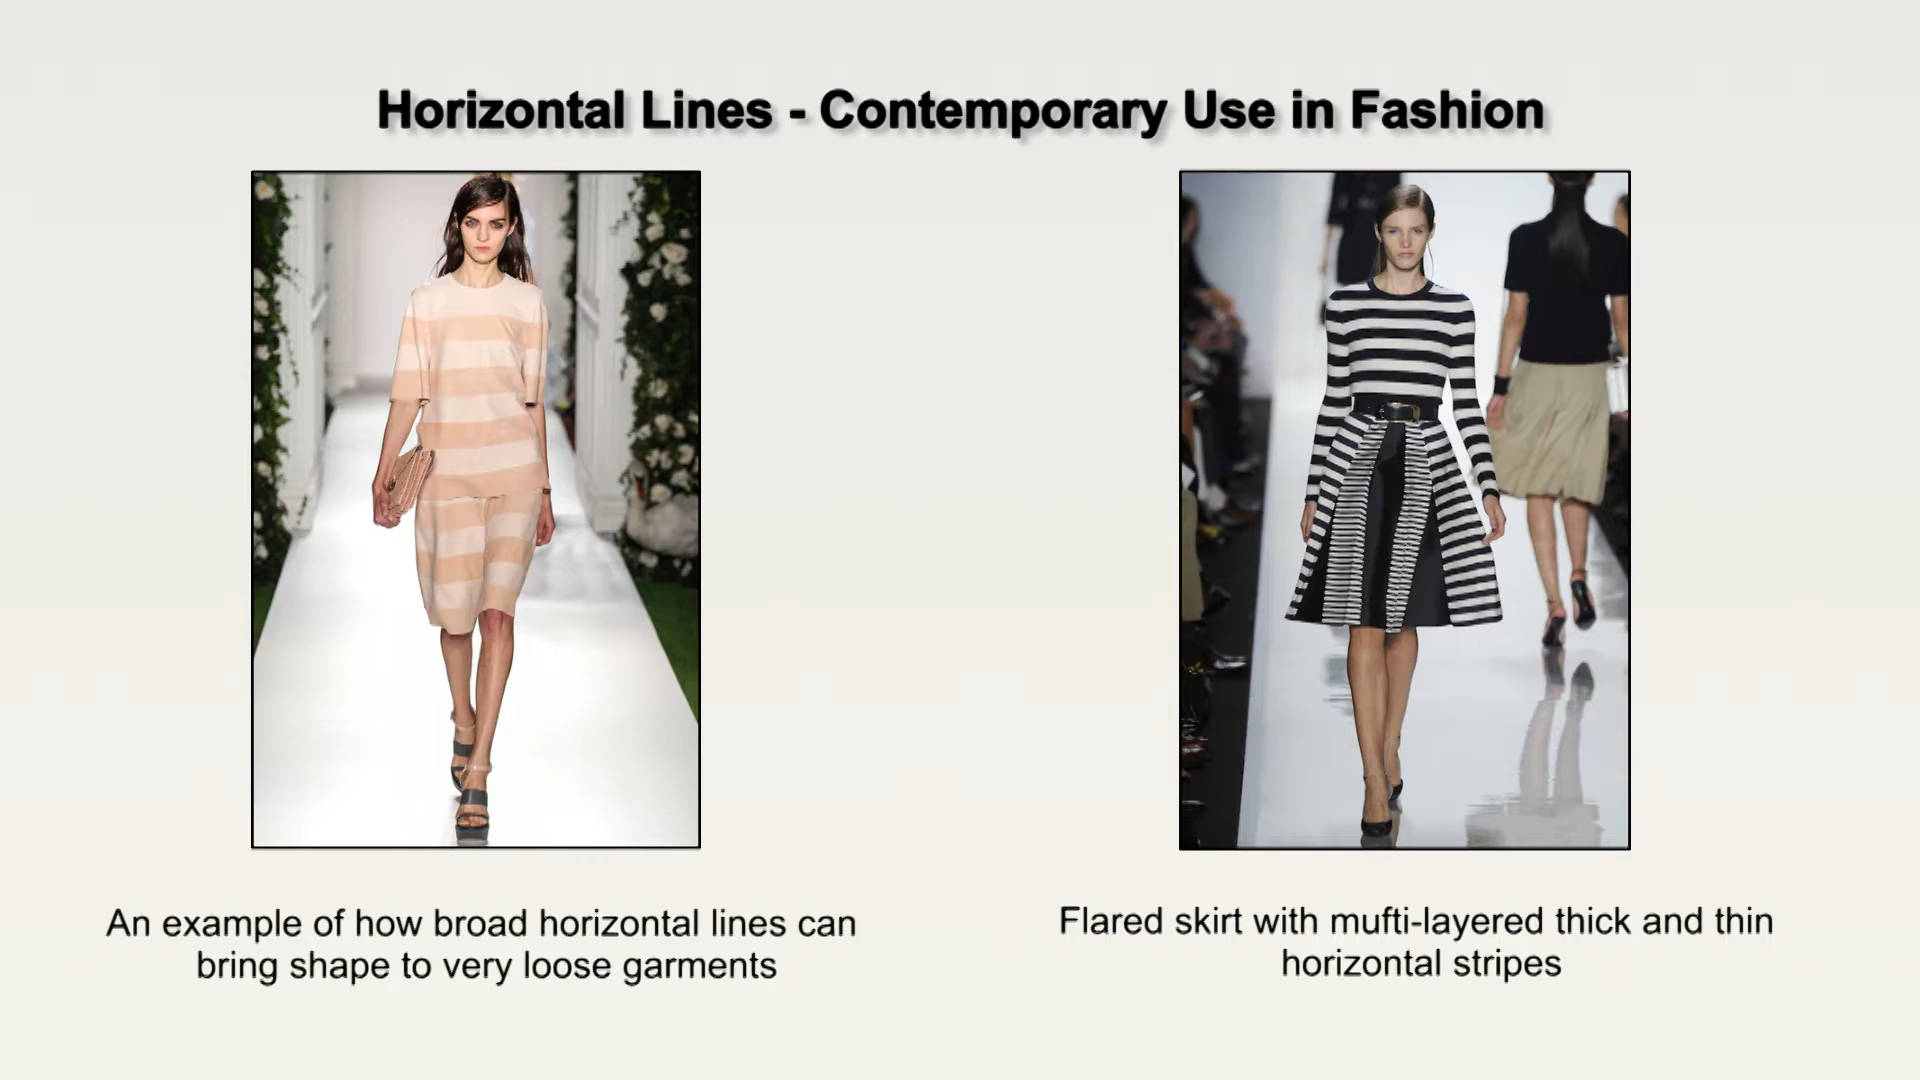 Horizontal Lines - Contemporary Use in Fashion
An example of how broad horizontal lines can
bring shape to very loose garments
Flared skirt with mufti-layered thick and thin
horizontal stripes